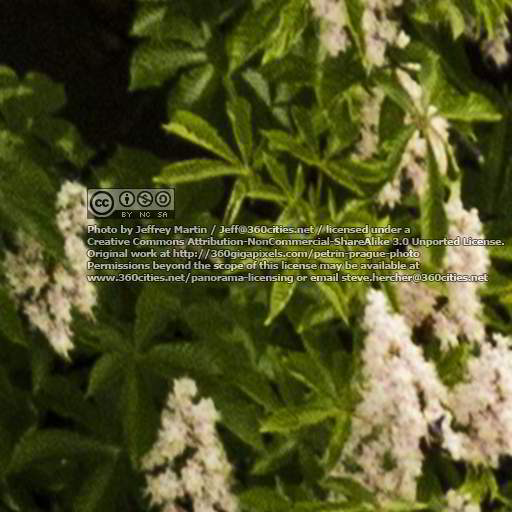 cc
BY NC SA
Photo by Jeffrey Martin / Jeff@360cities.net / licensed under a
Creative Commons Attribution-NonCommercial-ShareAlike 3.0 Unported License.
Original work at http://360gigapixels.com/petrin-prague-photo
Permissions beyond the scope of this license may be available at
www.360cities.net/panorama-licensing or email steve.hercher@360cities.net